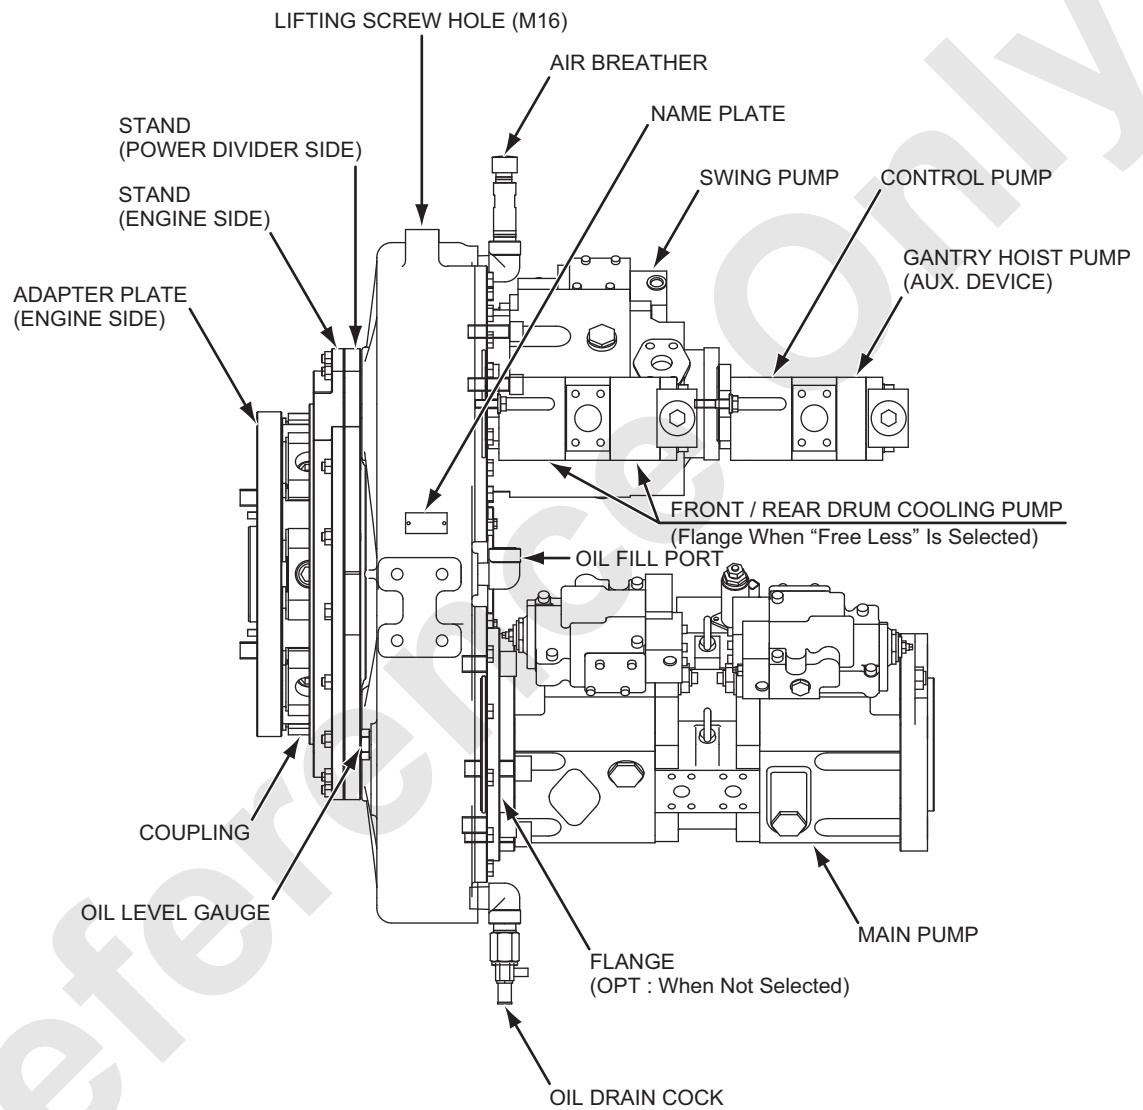 LIFTING SCREW HOLE (M16)
AIR BREATHER
NAME PLATE
STAND
(POWER DIVIDER SIDE)
SWING PUMP
CONTROL PUMP
STAND
(ENGINE SIDE)
GANTRY HOIST PUMP
(AUX. DEVICE)
ADAPTER PLATE
(ENGINE SIDE)
FRONT / REAR DRUM COOLING PUMP
(Flange When “Free Less” Is Selected)
OIL FILL PORT
COUPLING
OIL LEVEL GAUGE
MAIN PUMP
FLANGE
(OPT : When Not Selected)
OIL DRAIN COCK
eference Only